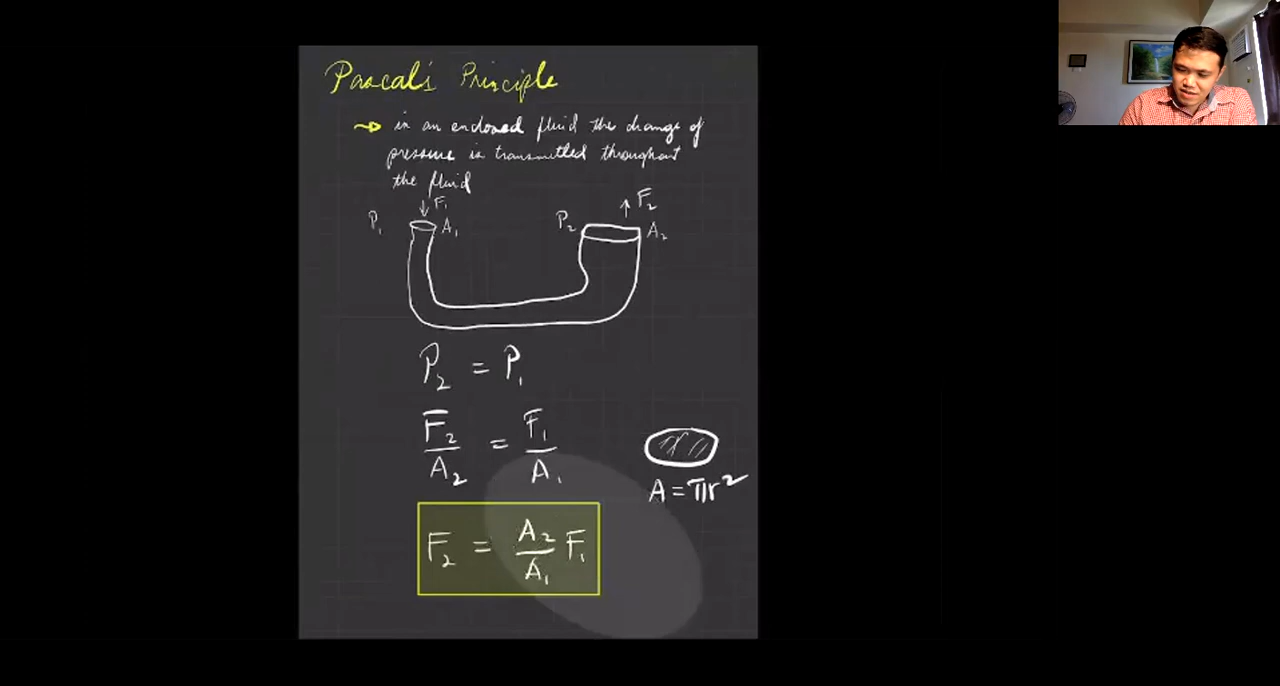 Pascal's Principle
in an enclosed fluid the change of
pressure is transmitted throughout
the fluid
F₁
F₂
P₁ A₁ P₂ A₂
P₂ = P₁
F₂/A₂ = F₁/A₁
A = πr²
F₂ = A₂/A₁ F₁